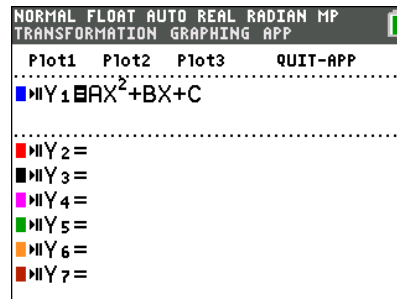 NORMAL FLOAT AUTO REAL RADIAN MP
TRANSFORMATION GRAPHING APP
Plot1 Plot2 Plot3 QUIT-APP
Y1=AX²+BX+C
Y2=
Y3=
Y4=
Y5=
Y6=
Y7=